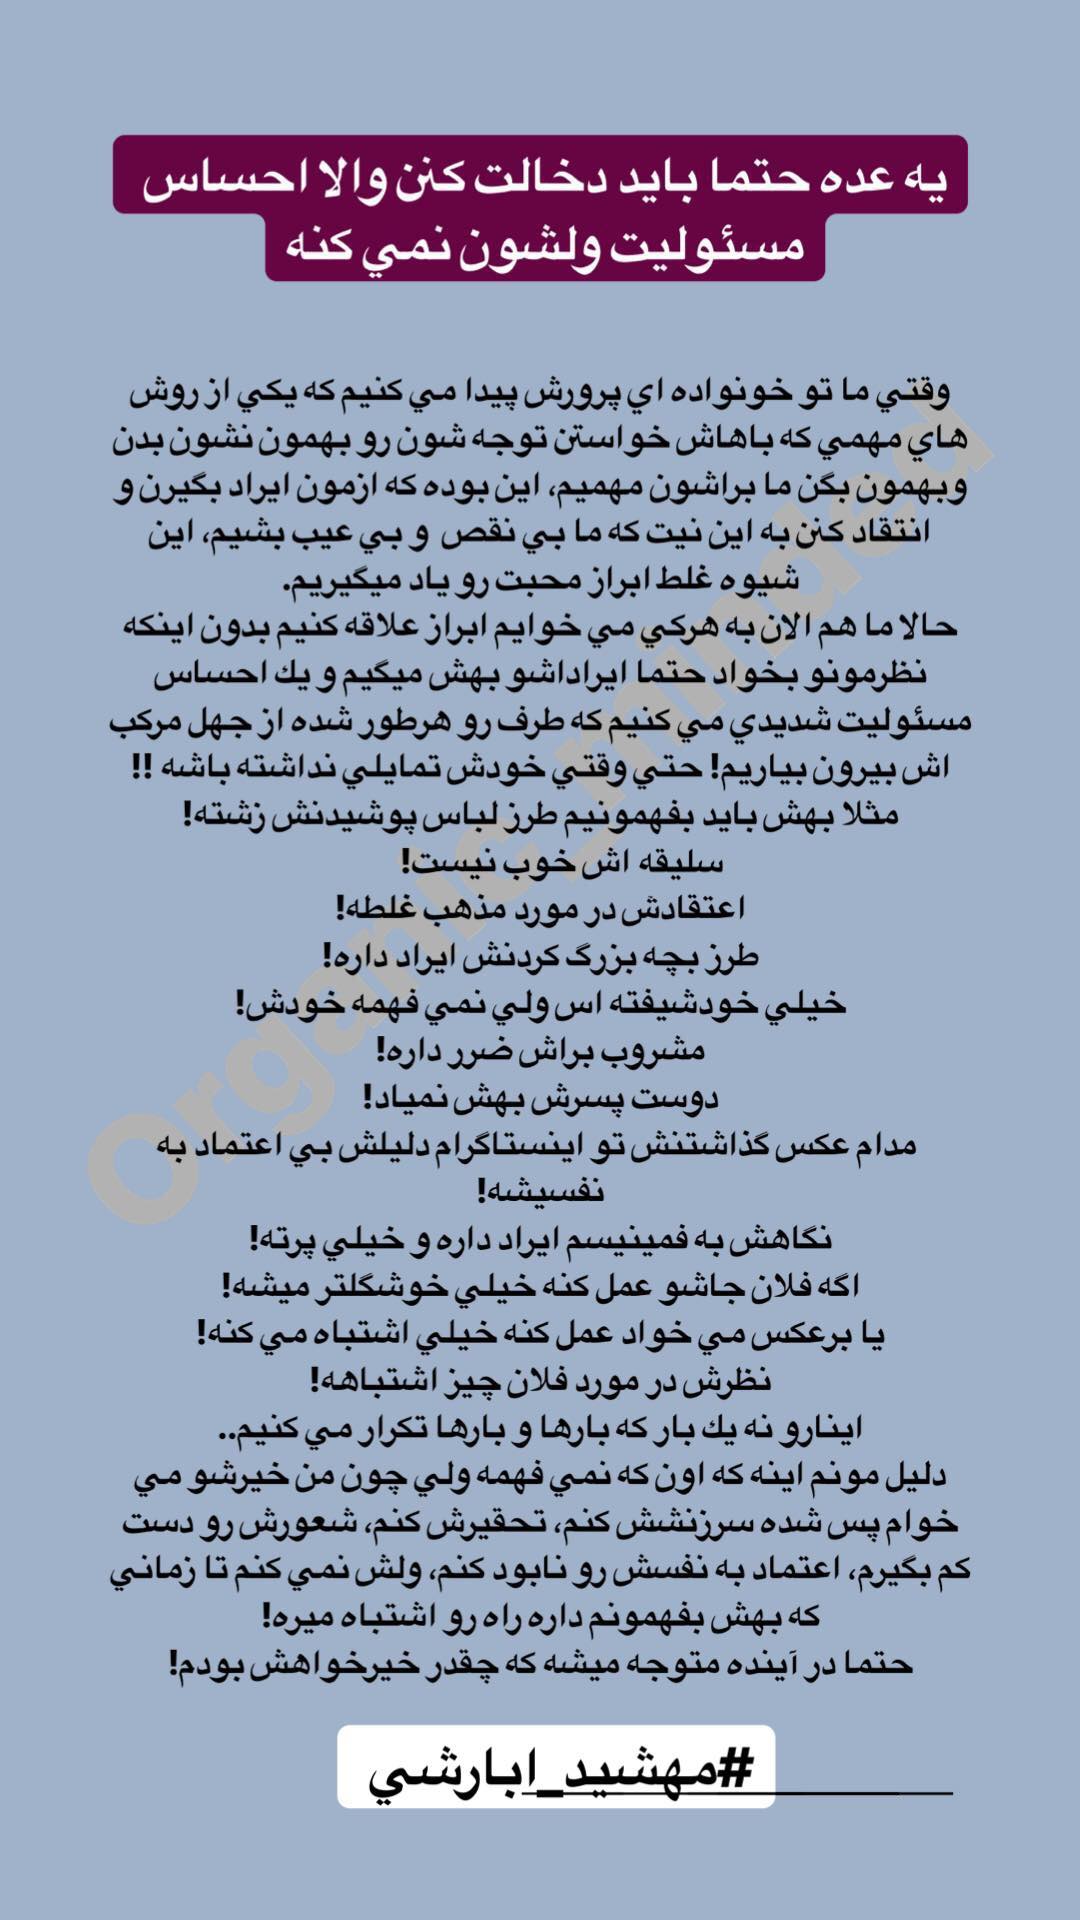 يه عده حتما بايد دخالت كنن والا احساس
مسئوليت ولشون نمي كنه
وقتي ما تو خونواده اي پرورش پيدا مي كنيم كه يكي از روش
هاي مهمي كه باهاش خواستن توجه شون رو بهمون نشون بدن
وبهمون بگن ما براشون مهميم، اين بوده كه ازمون ايراد بگيرن و
انتقاد كنن به اين نيت كه ما بي نقص و بي عيب بشيم، اين
شيوه غلط ابراز محبت رو ياد ميگيريم.
حالا ما هم الان به هركي مي خوايم ابراز علاقه كنيم بدون اينكه
نظرمونو بخواد حتما ايراداشو بهش ميگيم و يك احساس
مسئوليت شديدي مي كنيم كه طرف رو هرطور شده از جهل مركب
اش بيرون بياريم! حتي وقتي خودش تمايلي نداشته باشه !!
مثلا بهش بايد بفهمونيم طرز لباس پوشيدنش زشته!
سليقه اش خوب نيست!
اعتقادش در مورد مذهب غلطه!
طرز بچه بزرگ كردنش ايراد داره!
خيلي خودشيفته اس ولي نمي فهمه خودش!
مشروب براش ضرر داره!
دوست پسرش بهش نمياد!
مدام عكس گذاشتنش تو اينستاگرام دليلش بي اعتماد به
نفسيشه!
نگاهش به فمينيسم ايراد داره و خيلي پرته!
اگه فلان جاشو عمل كنه خيلي خوشگلتر ميشه!
يا برعكس مي خواد عمل كنه خيلي اشتباه مي كنه!
نظرش در مورد فلان چيز اشتباهه!
اينارو نه يك بار كه بارها و بارها تكرار مي كنيم..
دليل مونم اينه كه اون كه نمي فهمه ولي چون من خيرشو مي
خوام پس شده سرزنشش كنم، تحقيرش كنم، شعورش رو دست
كم بگيرم، اعتماد به نفسش رو نابود كنم، ولش نمي كنم تا زماني
كه بهش بفهمونم داره راه رو اشتباه ميره!
حتما در آينده متوجه ميشه كه چقدر خيرخواهش بودم!
#مهشيد_ابارشي
Organic_minded